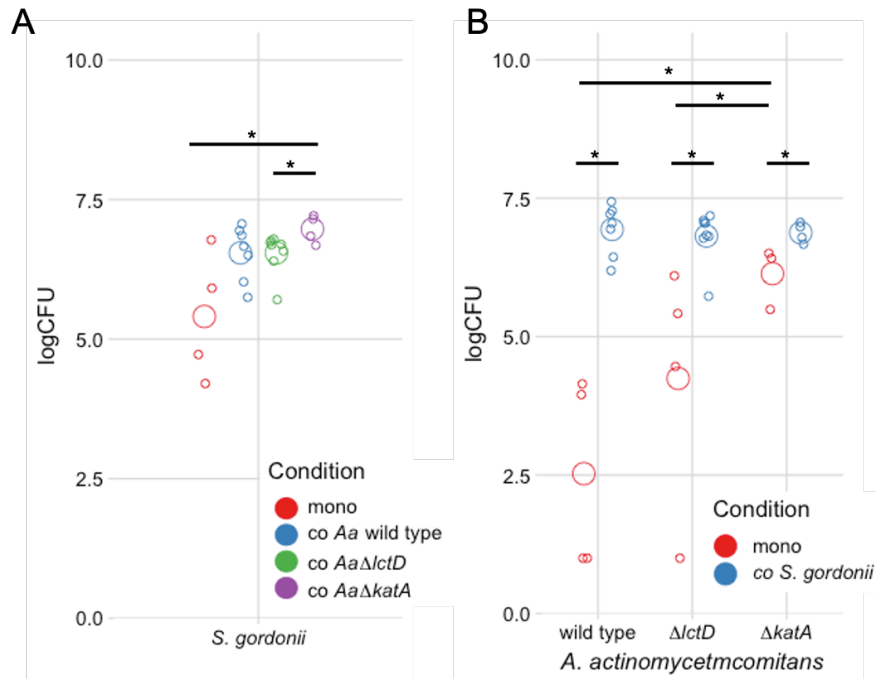 A
10.0
7.5
5.0
2.5
0.0
logCFU
*
*
Condition
mono
co Aa wild type
co AaΔlctD
co AaΔkatA
S. gordonii
B
10.0
7.5
5.0
2.5
0.0
logCFU
*
*
* * *
Condition
mono
co S. gordonii
wild type ΔlctD ΔkatA
A. actinomycetmcomitans